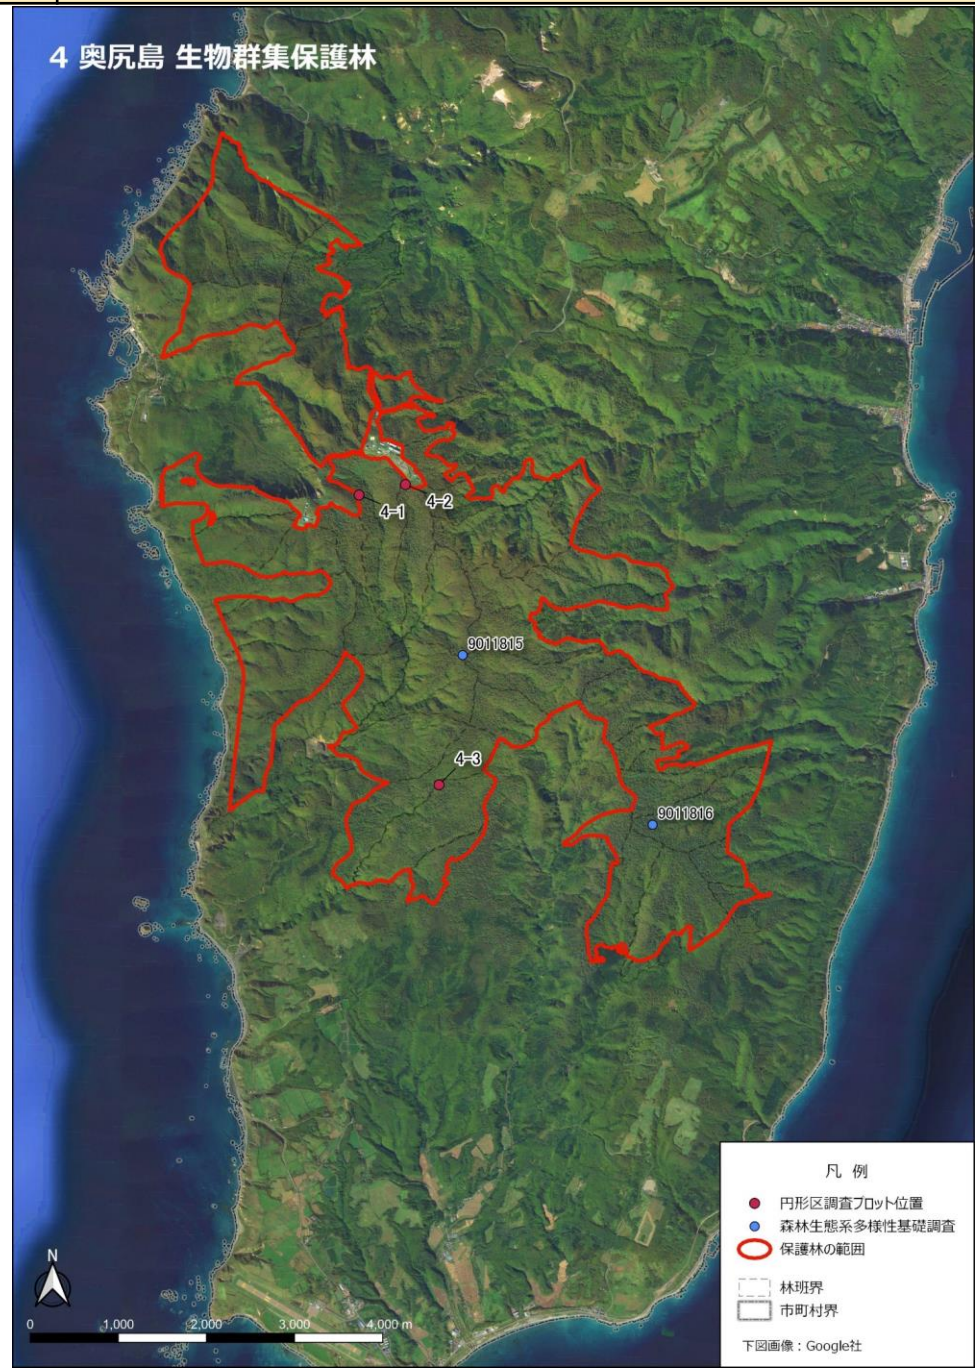 4 奥尻島 生物群集保護林
4-1
4-2
9011815
4-3
9011816
凡 例
円形区調査プロット位置
森林生態系多様性基礎調査
保護林の範囲
林班界
市町村界
下図画像：Google社
N
0 1,000 2,000 3,000 4,000 m